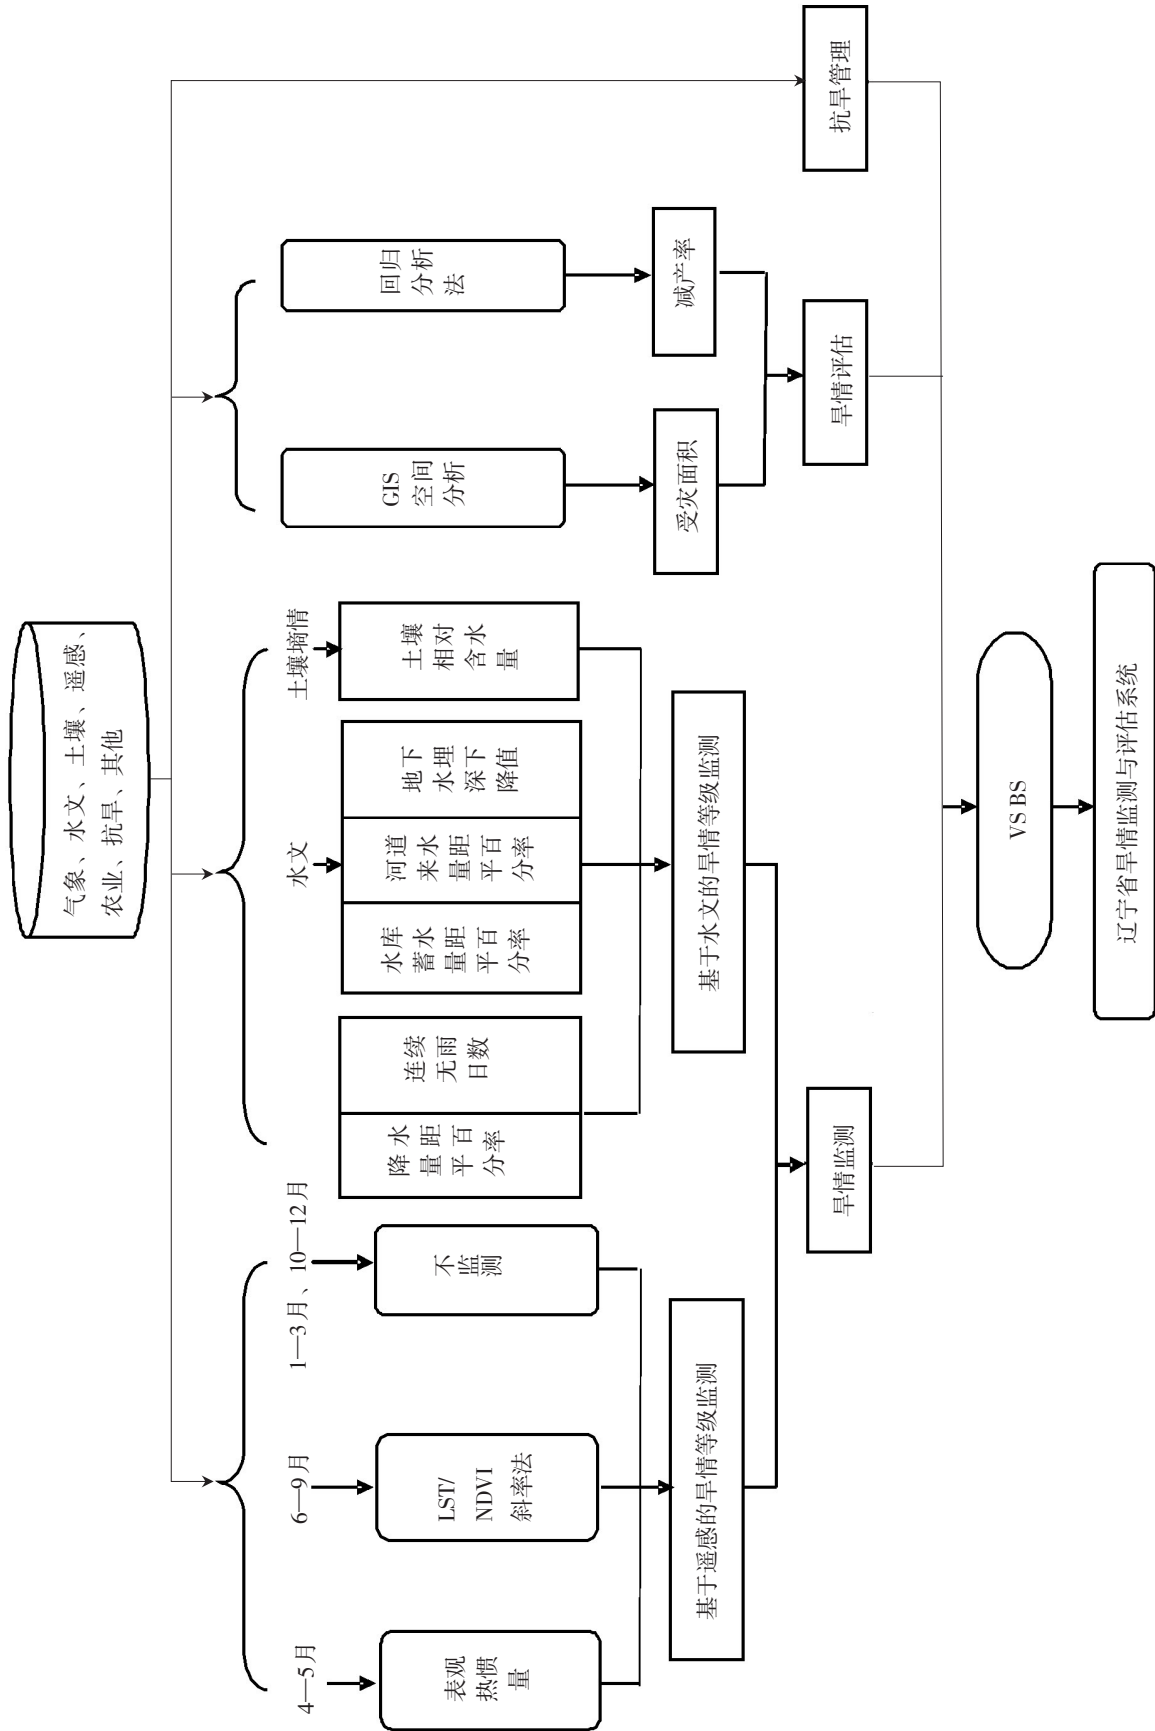 气象、水文、土壤、遥感、
农业、抗旱、其他
4—5月
6—9月
1—3月、10—12月
水文
土壤墒情
表观
热惯
量
LST/
NDVI
斜率法
不
监
测
降水
量距
平百
分率
连续
无雨
日数
水库
蓄水
量距
平百
分率
河道
来水
量距
平百
分率
地下
水埋
深下
降值
土壤
相对
含水
量
GIS
空间
分析
回归
分析
法
基于遥感的旱情等级监测
基于水文的旱情等级监测
受灾面积
减产率
旱情监测
旱情评估
抗旱管理
VS BS
辽宁省旱情监测与评估系统